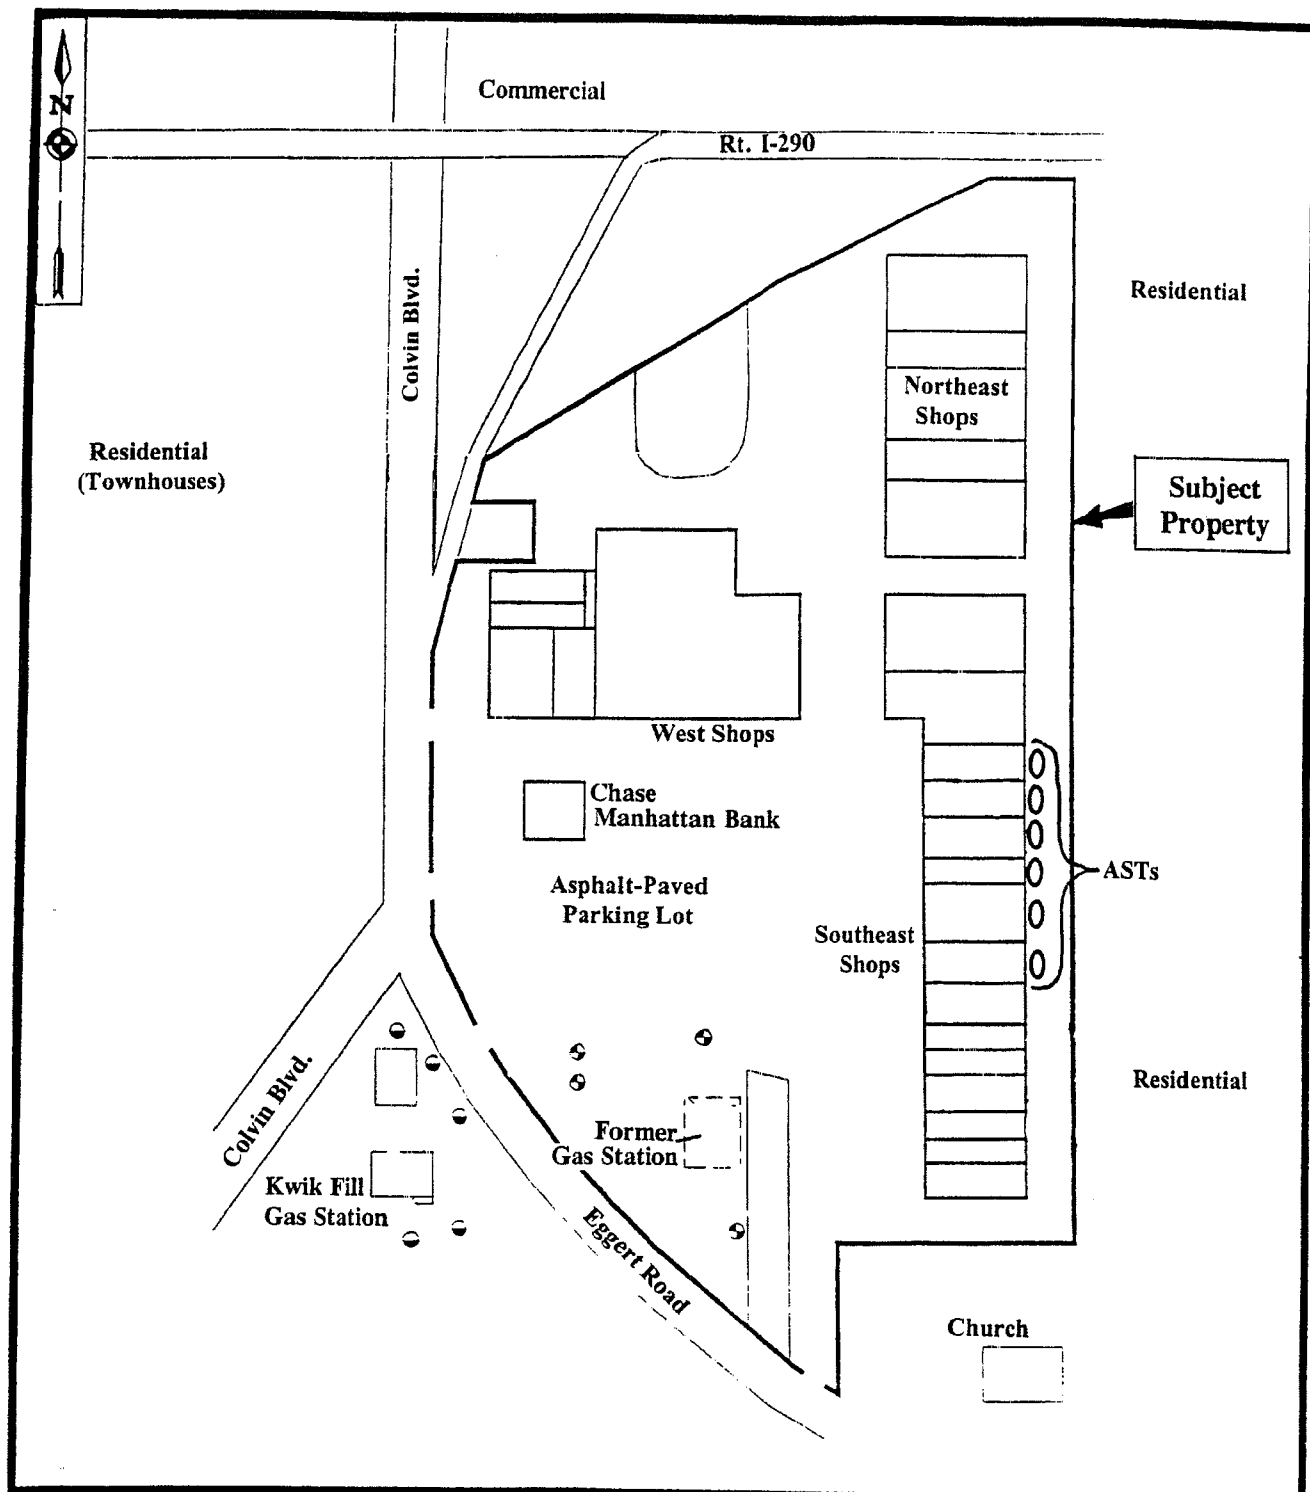 N
Commercial
Rt. I-290
Colvin Blvd.
Residential
Northeast
Shops
Residential
(Townhouses)
Subject
Property
West Shops
Chase
Manhattan Bank
ASTs
Asphalt-Paved
Parking Lot
Southeast
Shops
Colvin Blvd.
Residential
Former
Gas Station
Kwik Fill
Gas Station
Eggert Road
Church